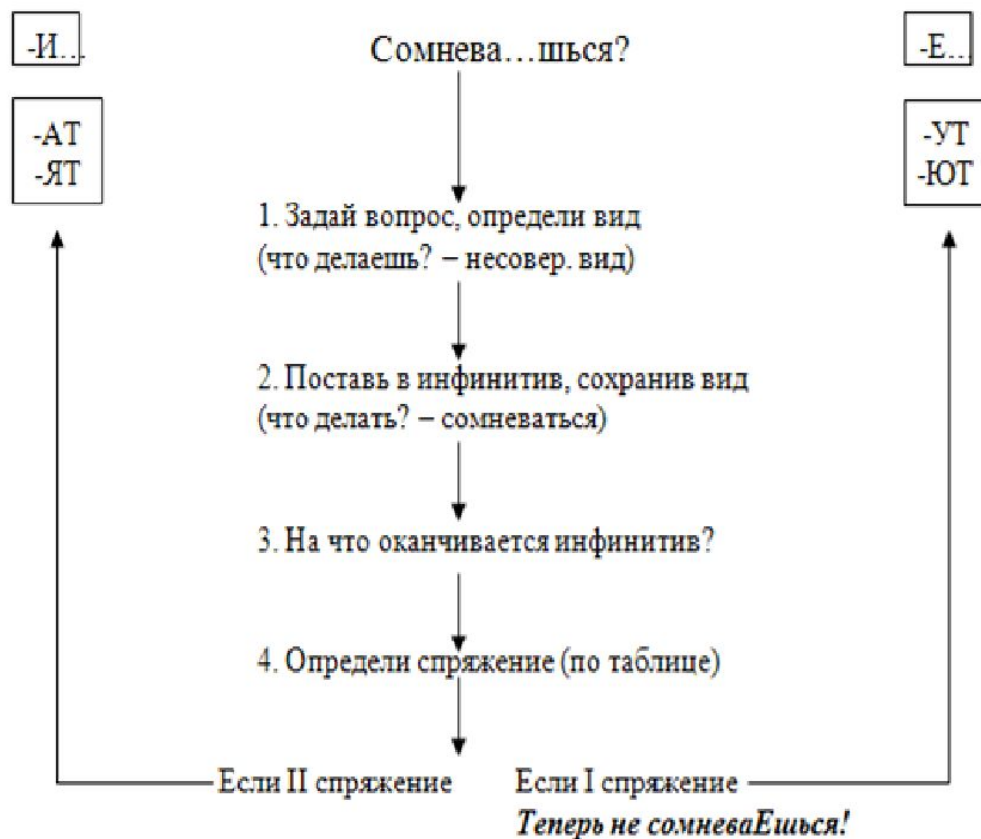 -И...
Сомнева...шься?
-Е...
-АТ
-ЯТ
-УТ
-ЮТ
1. Задай вопрос, определи вид
(что делаешь? – несовер. вид)
2. Поставь в инфинитив, сохранив вид
(что делать? – сомневаться)
3. На что оканчивается инфинитив?
4. Определи спряжение (по таблице)
Если II спряжение
Если I спряжение
Теперь не сомневаЕшься!